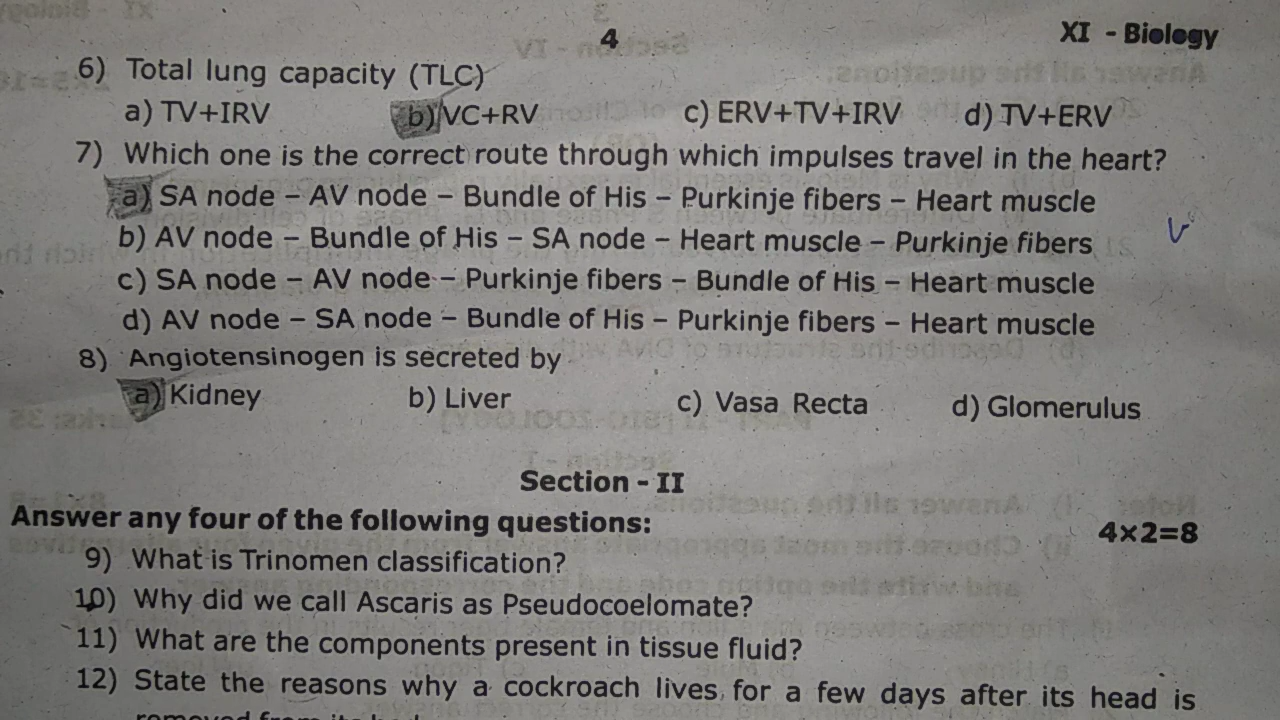 4
XI - Biology
6) Total lung capacity (TLC)
a) TV+IRV b) VC+RV c) ERV+TV+IRV d) TV+ERV
7) Which one is the correct route through which impulses travel in the heart?
a) SA node – AV node – Bundle of His – Purkinje fibers – Heart muscle
b) AV node – Bundle of His – SA node – Heart muscle – Purkinje fibers
c) SA node – AV node – Purkinje fibers – Bundle of His – Heart muscle
d) AV node – SA node – Bundle of His – Purkinje fibers – Heart muscle
8) Angiotensinogen is secreted by
a) Kidney b) Liver c) Vasa Recta d) Glomerulus
Section - II
Answer any four of the following questions: 4×2=8
9) What is Trinomen classification?
10) Why did we call Ascaris as Pseudocoelomate?
11) What are the components present in tissue fluid?
12) State the reasons why a cockroach lives for a few days after its head is